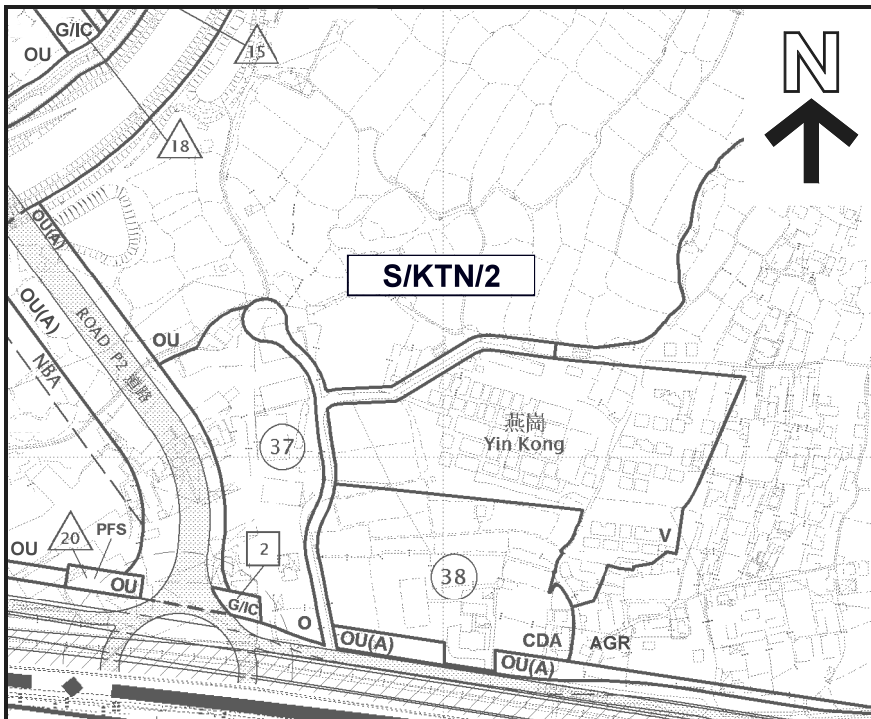 G/IC
OU
15
N
18
OU(A)
S/KTN/2
OU(A)
ROAD P2 道路
OU
NBA
燕崗
Yin Kong
37
V
20
PFS
2
OU
OU
38
G/IC
O
OU(A)
CDA
AGR
OU(A)